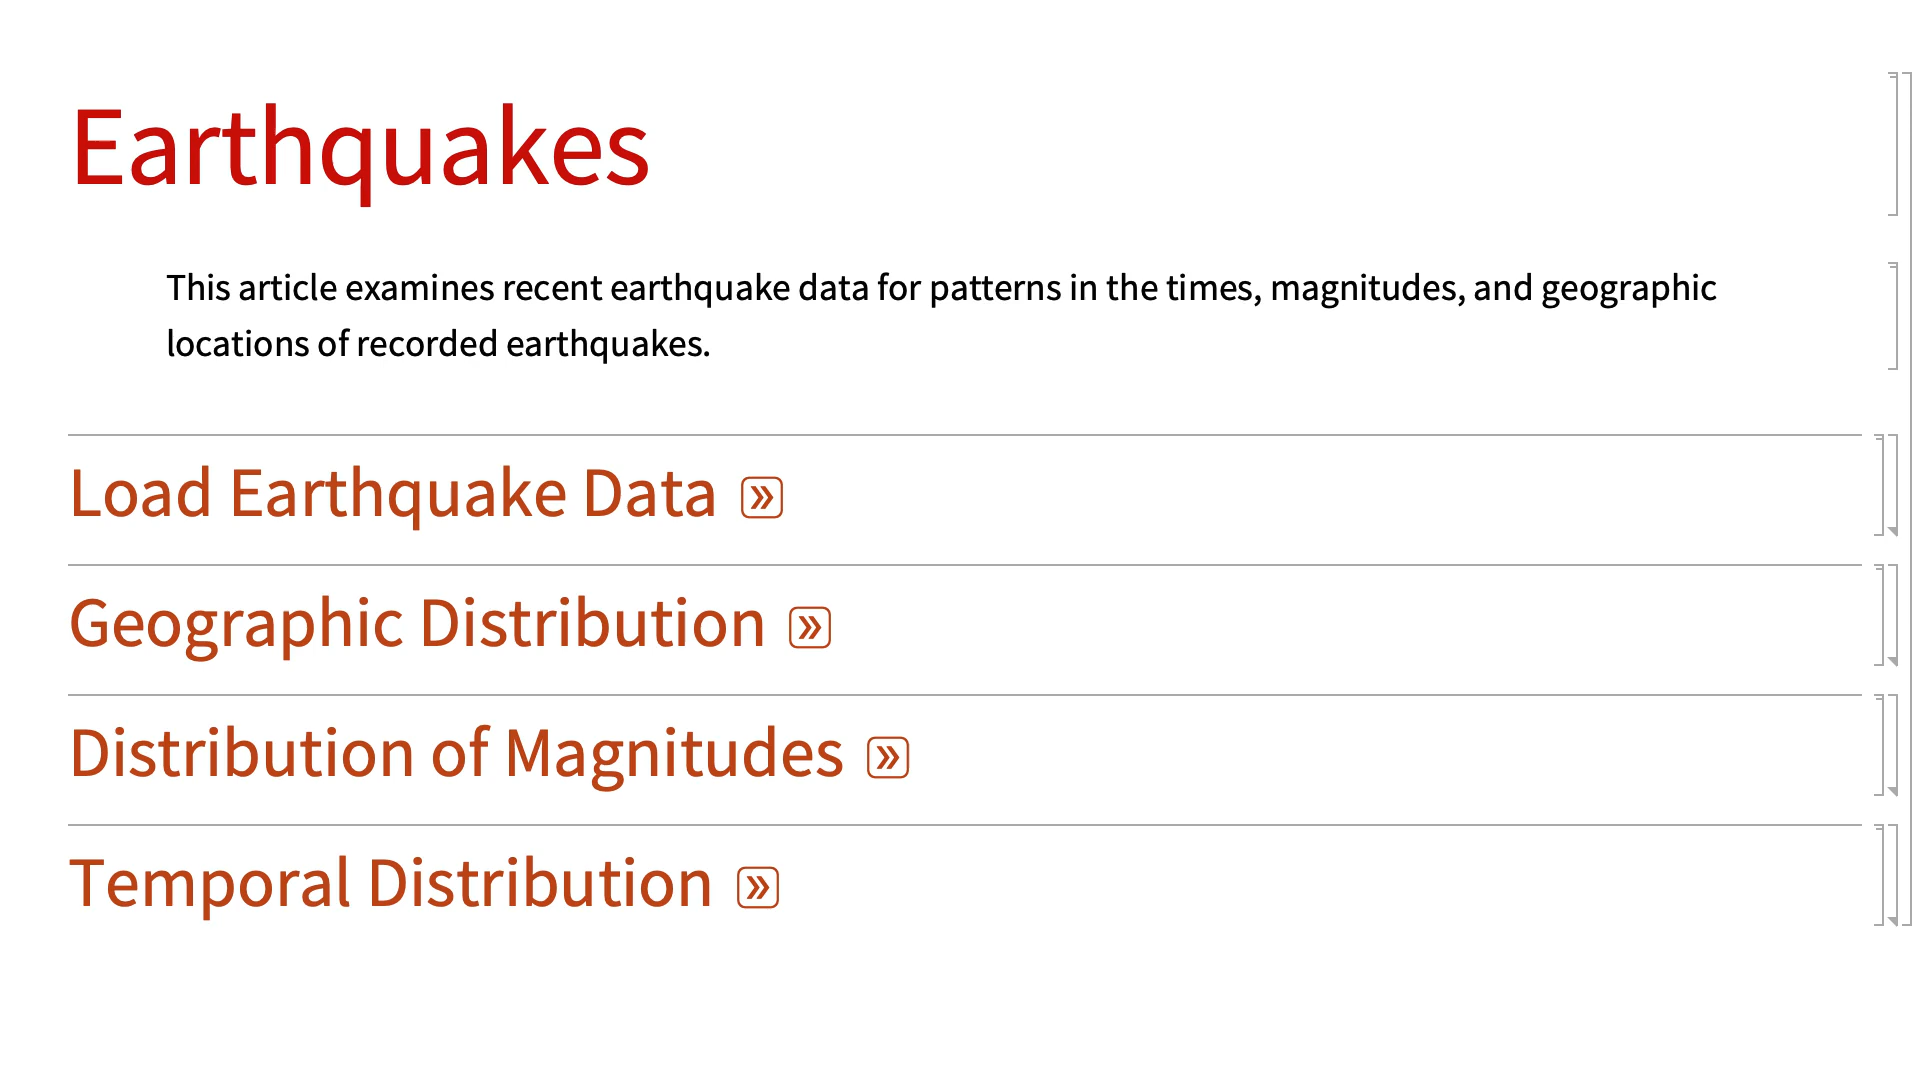 Earthquakes
This article examines recent earthquake data for patterns in the times, magnitudes, and geographic
locations of recorded earthquakes.
Load Earthquake Data »
Geographic Distribution »
Distribution of Magnitudes »
Temporal Distribution »